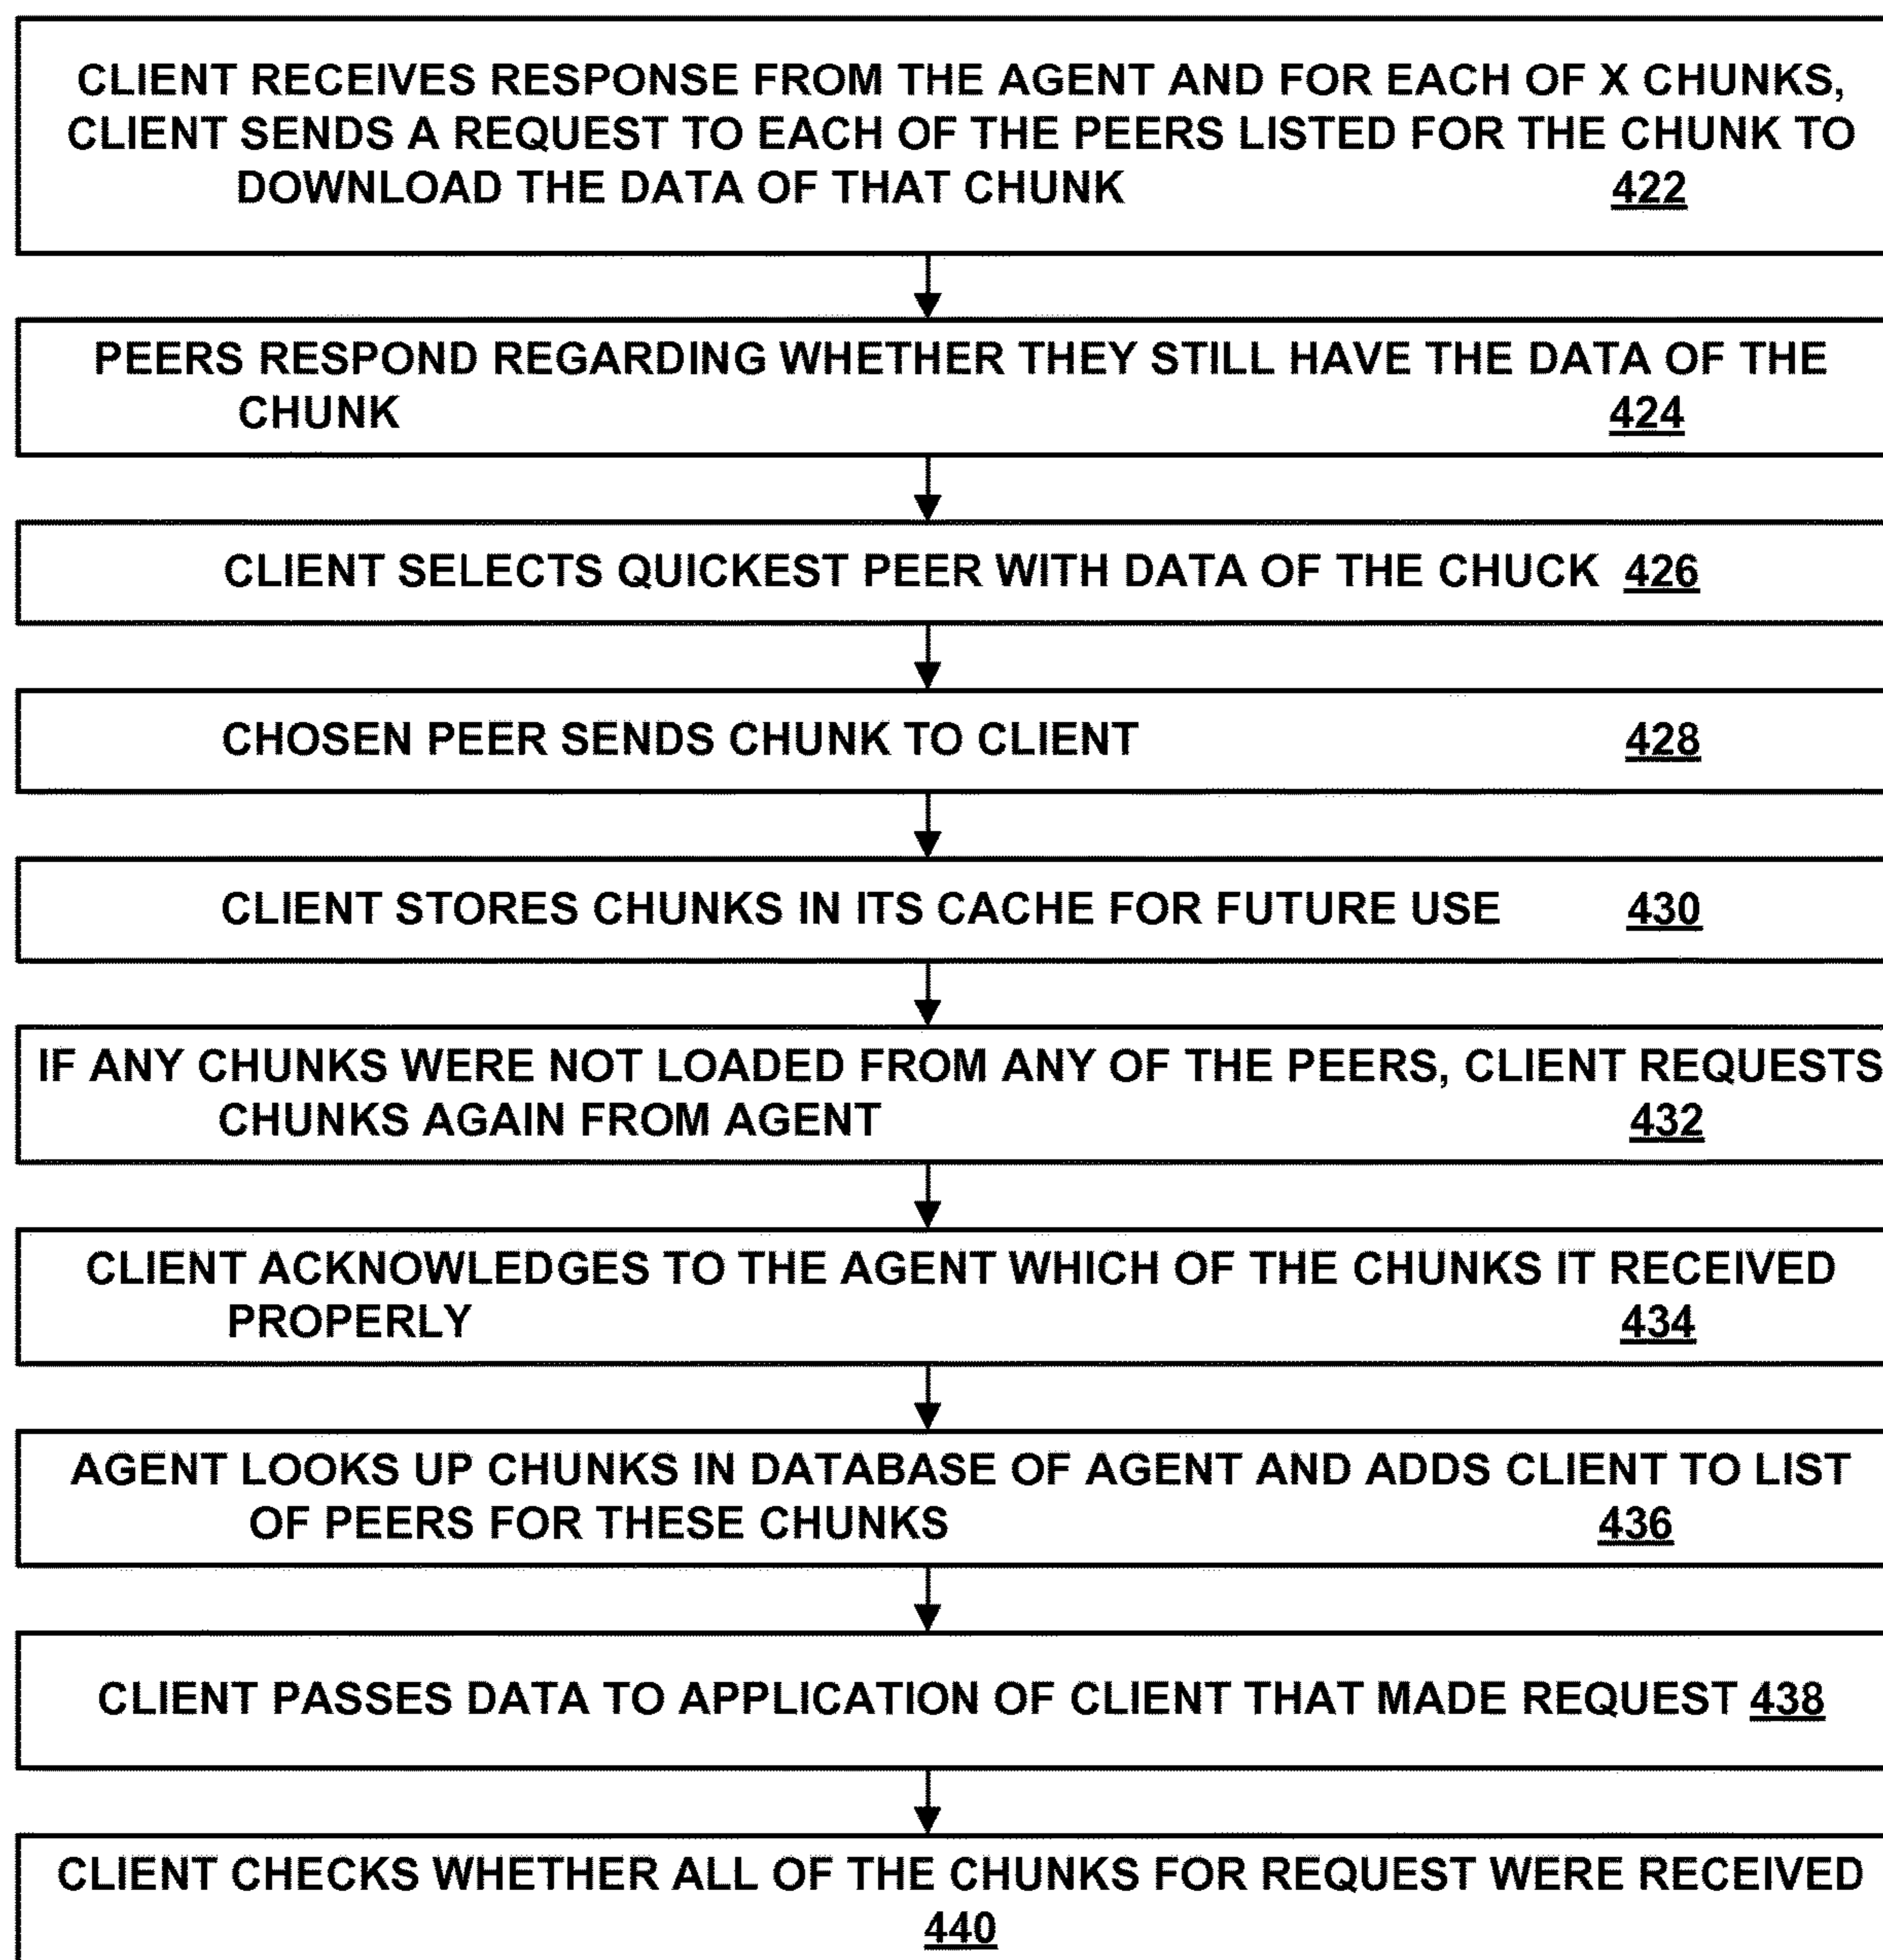 CLIENT RECEIVES RESPONSE FROM THE AGENT AND FOR EACH OF X CHUNKS,
CLIENT SENDS A REQUEST TO EACH OF THE PEERS LISTED FOR THE CHUNK TO
DOWNLOAD THE DATA OF THAT CHUNK 422
PEERS RESPOND REGARDING WHETHER THEY STILL HAVE THE DATA OF THE
CHUNK 424
CLIENT SELECTS QUICKEST PEER WITH DATA OF THE CHUCK 426
CHOSEN PEER SENDS CHUNK TO CLIENT 428
CLIENT STORES CHUNKS IN ITS CACHE FOR FUTURE USE 430
IF ANY CHUNKS WERE NOT LOADED FROM ANY OF THE PEERS, CLIENT REQUESTS
CHUNKS AGAIN FROM AGENT 432
CLIENT ACKNOWLEDGES TO THE AGENT WHICH OF THE CHUNKS IT RECEIVED
PROPERLY 434
AGENT LOOKS UP CHUNKS IN DATABASE OF AGENT AND ADDS CLIENT TO LIST
OF PEERS FOR THESE CHUNKS 436
CLIENT PASSES DATA TO APPLICATION OF CLIENT THAT MADE REQUEST 438
CLIENT CHECKS WHETHER ALL OF THE CHUNKS FOR REQUEST WERE RECEIVED
440